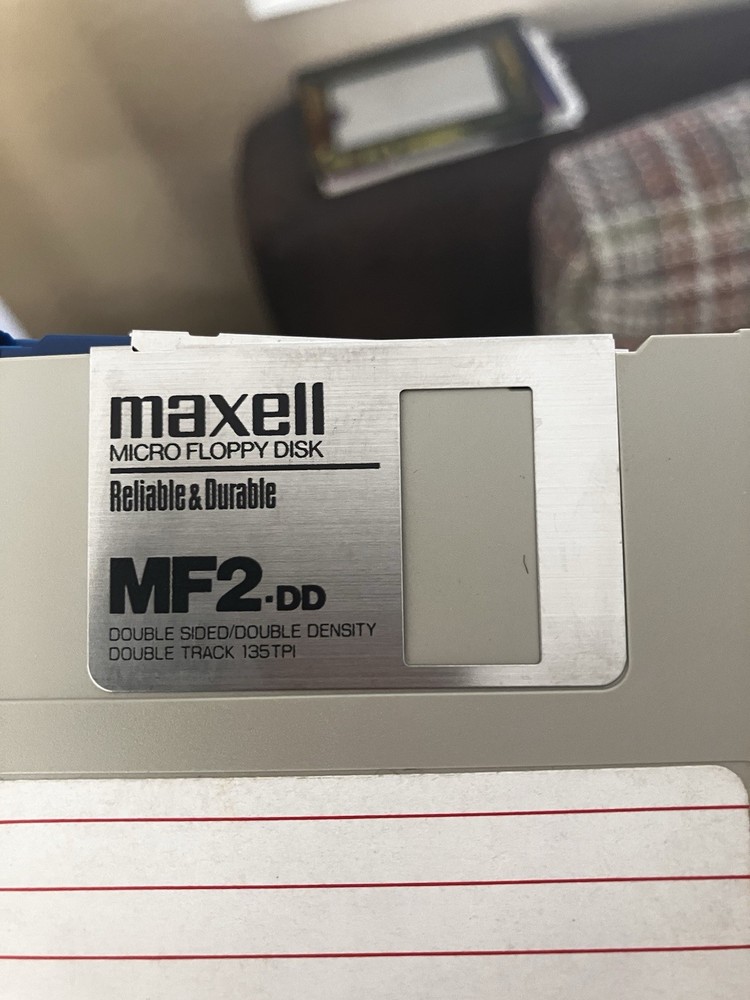 maxell
MICRO FLOPPY DISK
Reliable & Durable
MF2-DD
DOUBLE SIDED/DOUBLE DENSITY
DOUBLE TRACK 135TPI